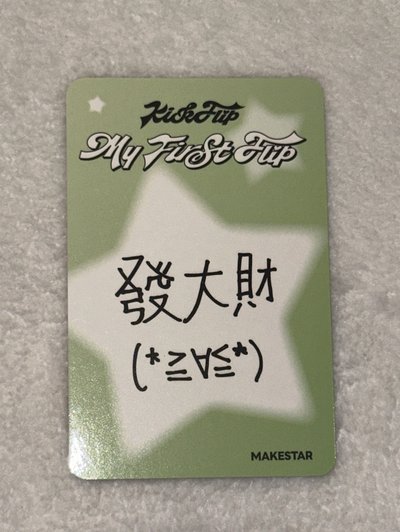 KickFlip
My First Flip
發大財
(*≧∀≦*)
MAKESTAR